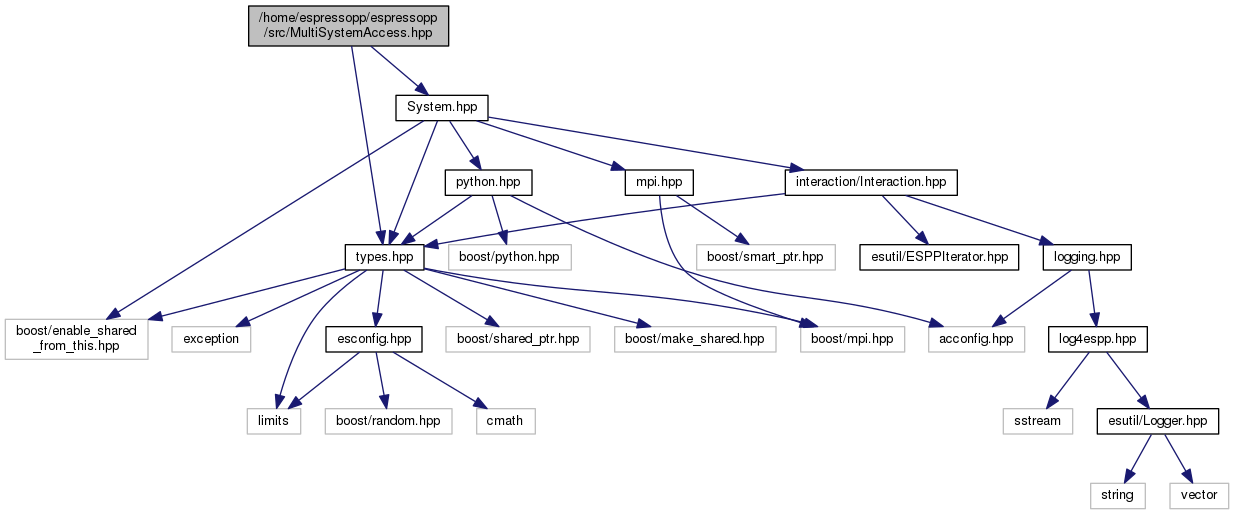 /home/espressopp/espressopp
/src/MultiSystemAccess.hpp
System.hpp
python.hpp
mpi.hpp
interaction/Interaction.hpp
types.hpp
boost/python.hpp
boost/smart_ptr.hpp
esutil/ESPPIterator.hpp
logging.hpp
boost/enable_shared
_from_this.hpp
exception
esconfig.hpp
boost/shared_ptr.hpp
boost/make_shared.hpp
boost/mpi.hpp
acconfig.hpp
log4espp.hpp
limits
boost/random.hpp
cmath
sstream
esutil/Logger.hpp
string
vector